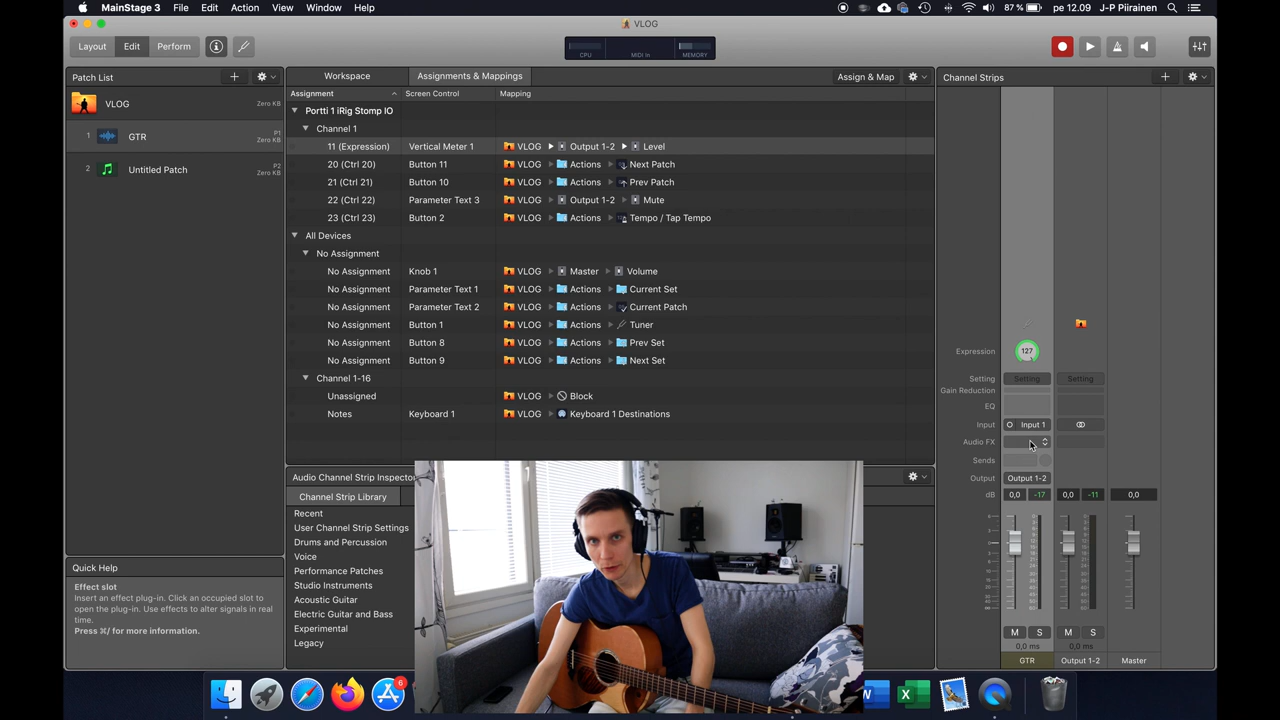 MainStage 3 File Edit Action View Window Help 87 % pe 12.09 J-P Piirainen
VLOG
Layout Edit Perform
CPU MIDI In MEMORY
Patch List
VLOG Zero KB
1 GTR P1 Zero KB
2 Untitled Patch P2 Zero KB
Workspace Assignments & Mappings Assign & Map
Assignment Screen Control Mapping
Portti 1 iRig Stomp IO
Channel 1
11 (Expression) Vertical Meter 1 VLOG Output 1-2 Level
20 (Ctrl 20) Button 11 VLOG Actions Next Patch
21 (Ctrl 21) Button 10 VLOG Actions Prev Patch
22 (Ctrl 22) Parameter Text 3 VLOG Output 1-2 Mute
23 (Ctrl 23) Button 2 VLOG Actions Tempo / Tap Tempo
All Devices
No Assignment
No Assignment Knob 1 VLOG Master Volume
No Assignment Parameter Text 1 VLOG Actions Current Set
No Assignment Parameter Text 2 VLOG Actions Current Patch
No Assignment Button 1 VLOG Actions Tuner
No Assignment Button 8 VLOG Actions Prev Set
No Assignment Button 9 VLOG Actions Next Set
Channel 1-16
Unassigned VLOG Block
Notes Keyboard 1 VLOG Keyboard 1 Destinations
Audio Channel Strip Inspector
Channel Strip Library
Recent
User Channel Strip Settings
Drums and Percussion
Voice
Performance Patches
Studio Instruments
Acoustic Guitar
Electric Guitar and Bass
Experimental
Legacy
Quick Help
Effect slot
Insert an effect plug-in. Click an occupied slot
to open the plug-in. Use effects to alter signals in real
time.
Press ⌘/ for more information.
Channel Strips
Expression 127
Setting Setting Setting
Gain Reduction
EQ
Input Input 1
Audio FX
Sends
Output Output 1-2
dB 0,0 -17 0,0 -11 0,0
M S M S
0,0 ms 0,0 ms
GTR Output 1-2 Master
6
W X